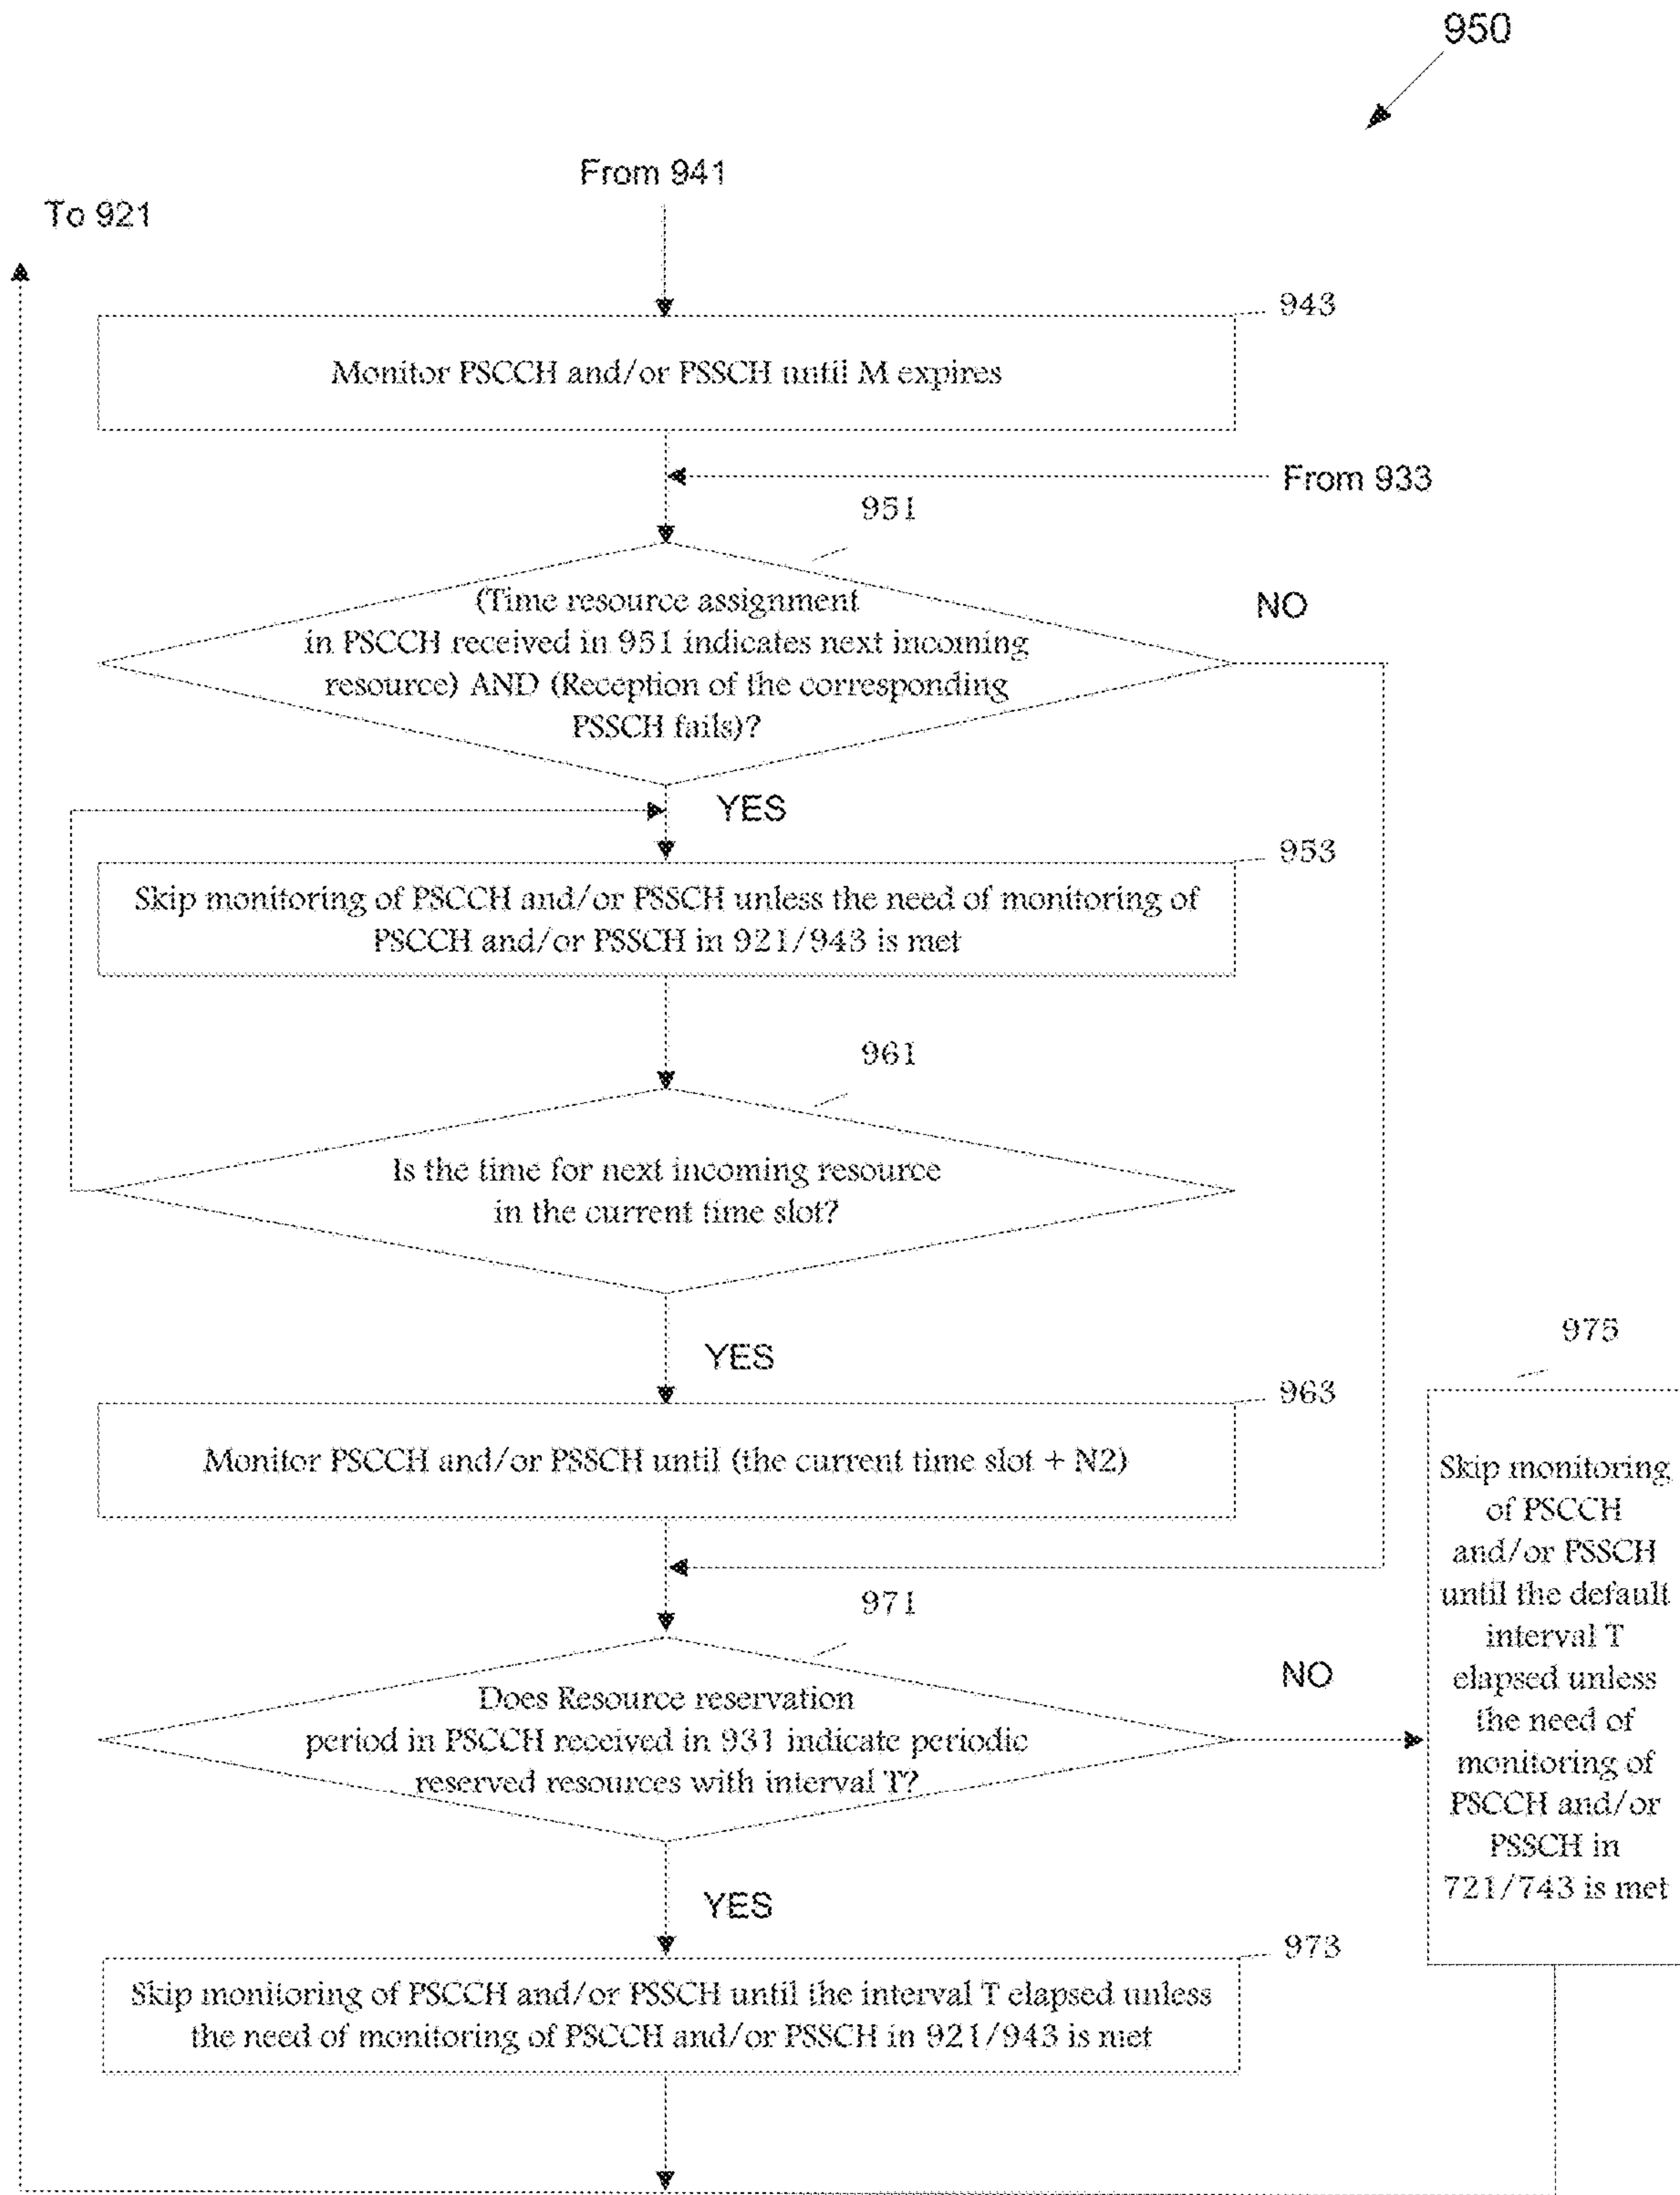 950
From 941
To 921
943
Monitor PSCCH and/or PSSCH until M expires
From 933
951
(Time resource assignment
in PSCCH received in 951 indicates next incoming
resource) AND (Reception of the corresponding
PSSCH fails)?
NO
YES
953
Skip monitoring of PSCCH and/or PSSCH unless the need of monitoring of
PSCCH and/or PSSCH in 921/943 is met
961
Is the time for next incoming resource
in the current time slot?
YES
963
Monitor PSCCH and/or PSSCH until (the current time slot + N2)
971
Does Resource reservation
period in PSCCH received in 931 indicate periodic
reserved resources with interval T?
NO
975
Skip monitoring
of PSCCH
and/or PSSCH
until the default
interval T
elapsed unless
the need of
monitoring of
PSCCH and/or
PSSCH in
721/743 is met
YES
973
Skip monitoring of PSCCH and/or PSSCH until the interval T elapsed unless
the need of monitoring of PSCCH and/or PSSCH in 921/943 is met